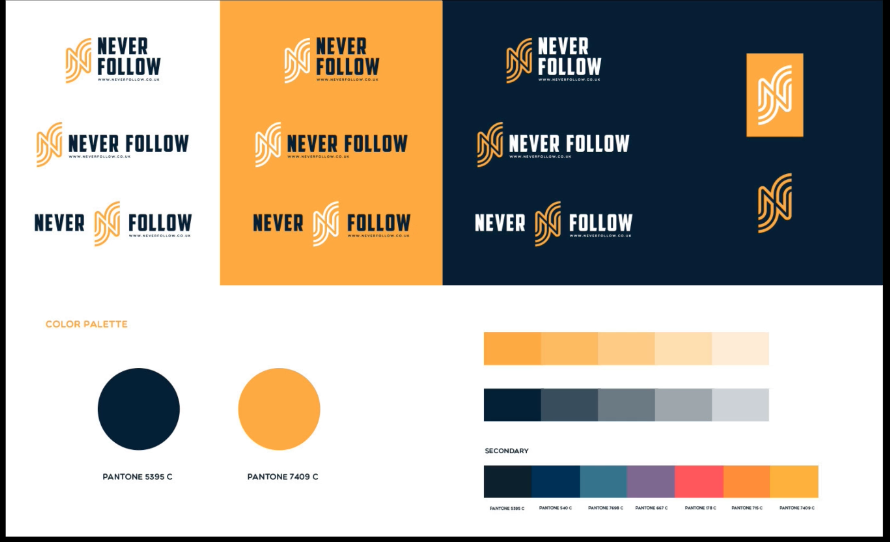 NEVER
FOLLOW
WWW.NEVERFOLLOW.CO.UK
NEVER FOLLOW
WWW.NEVERFOLLOW.CO.UK
NEVER FOLLOW
WWW.NEVERFOLLOW.CO.UK
NEVER
FOLLOW
WWW.NEVERFOLLOW.CO.UK
NEVER FOLLOW
WWW.NEVERFOLLOW.CO.UK
NEVER FOLLOW
WWW.NEVERFOLLOW.CO.UK
NEVER
FOLLOW
WWW.NEVERFOLLOW.CO.UK
NEVER FOLLOW
WWW.NEVERFOLLOW.CO.UK
NEVER FOLLOW
WWW.NEVERFOLLOW.CO.UK
COLOR PALETTE
PANTONE 5395 C
PANTONE 7409 C
SECONDARY
PANTONE 5395 C
PANTONE 540 C
PANTONE 7698 C
PANTONE 667 C
PANTONE 178 C
PANTONE 715 C
PANTONE 7409 C